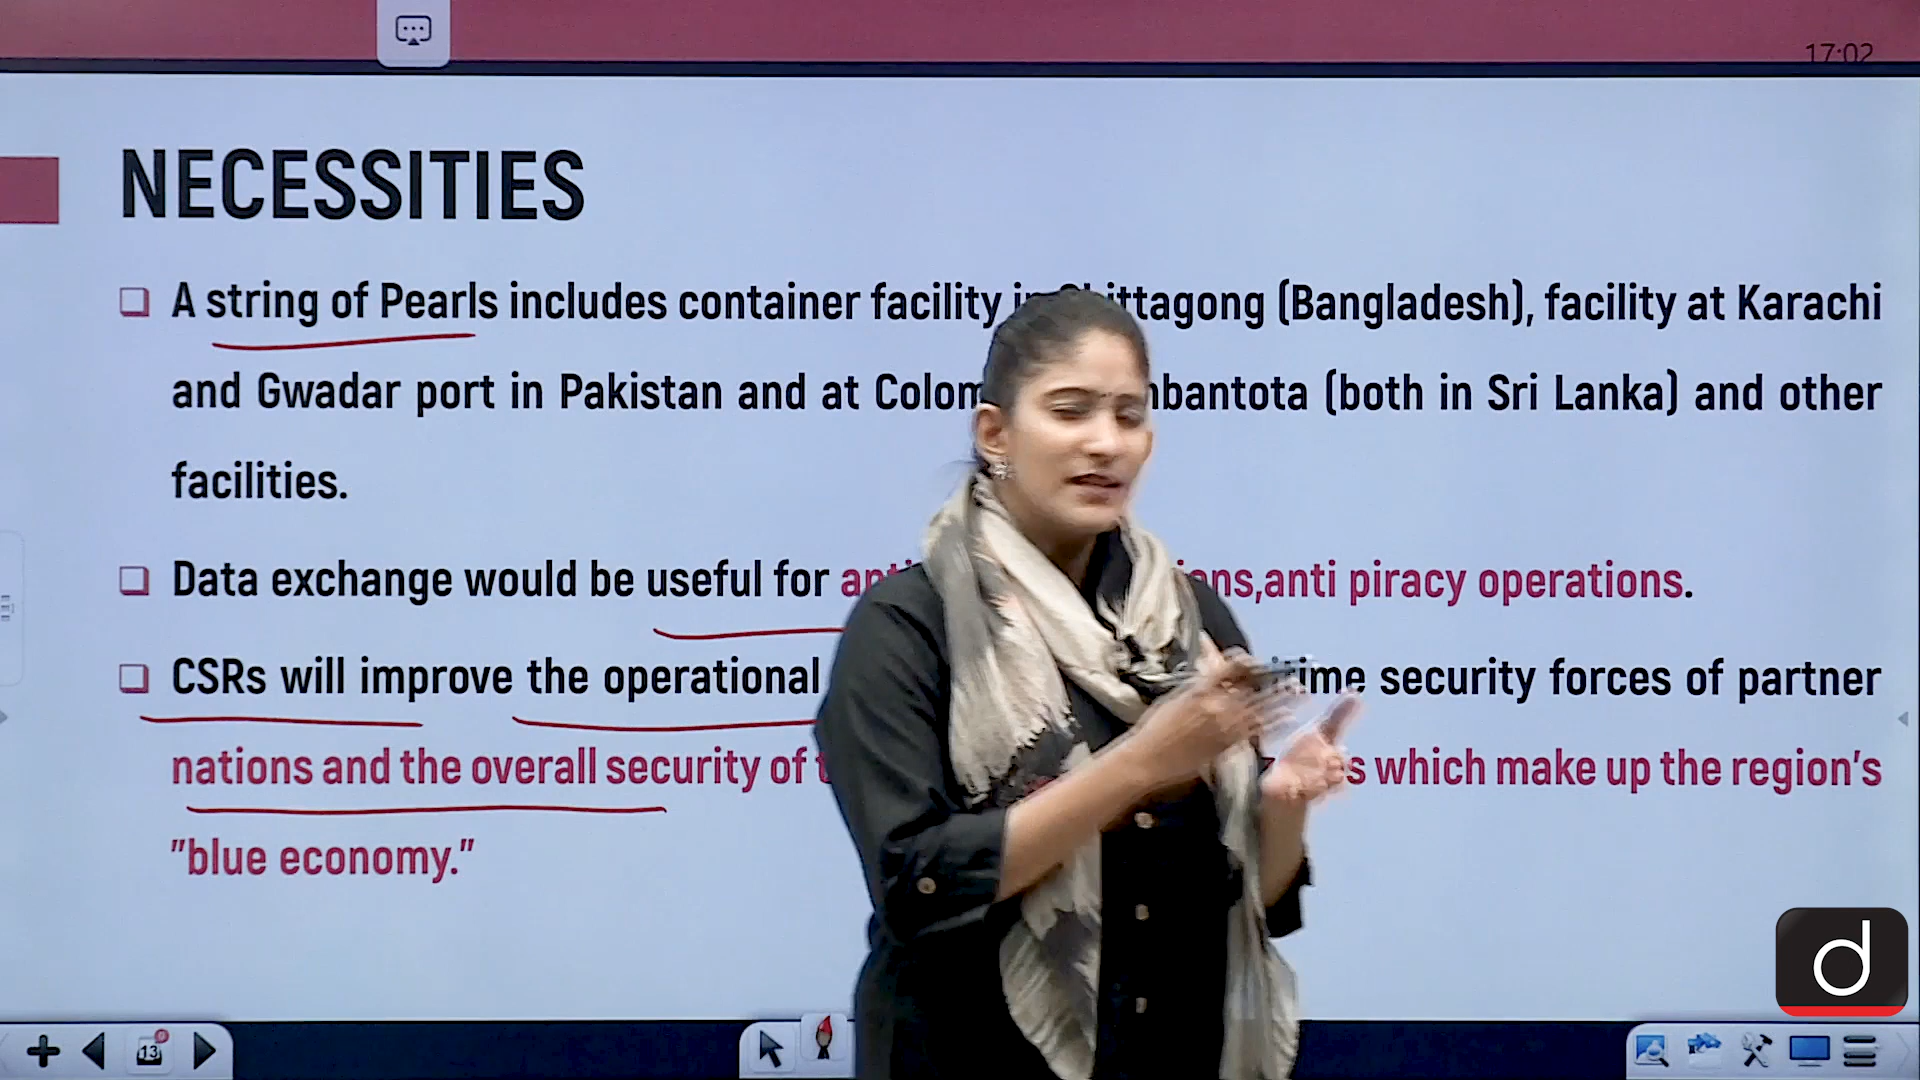 17:02
NECESSITIES
A string of Pearls includes container facility in Chittagong (Bangladesh), facility at Karachi
and Gwadar port in Pakistan and at (both in Sri Lanka) and other
facilities.
Data exchange would be useful for ,anti piracy operations.
CSRs will improve the operational security forces of partner
nations and the overall security of which make up the region's
"blue economy."
13
d